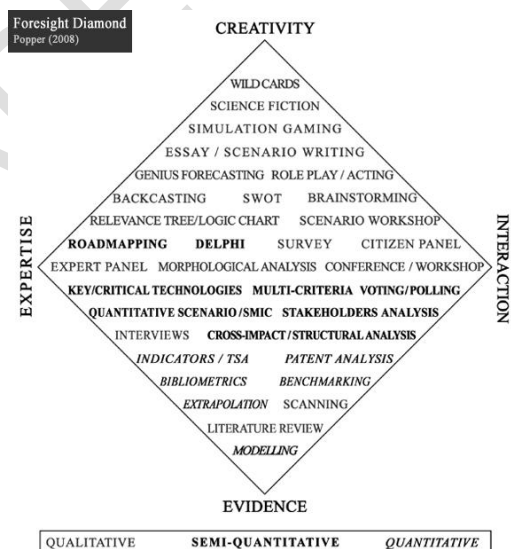 Foresight Diamond
Popper (2008)
CREATIVITY
WILD CARDS
SCIENCE FICTION
SIMULATION GAMING
ESSAY / SCENARIO WRITING
GENIUS FORECASTING ROLE PLAY / ACTING
BACKCASTING SWOT BRAINSTORMING
RELEVANCE TREE/LOGIC CHART SCENARIO WORKSHOP
ROADMAPPING DELPHI SURVEY CITIZEN PANEL
EXPERTISE
EXPERT PANEL MORPHOLOGICAL ANALYSIS CONFERENCE / WORKSHOP
INTERACTION
KEY/CRITICAL TECHNOLOGIES MULTI-CRITERIA VOTING/POLLING
QUANTITATIVE SCENARIO/SMIC STAKEHOLDERS ANALYSIS
INTERVIEWS CROSS-IMPACT / STRUCTURAL ANALYSIS
INDICATORS / TSA PATENT ANALYSIS
BIBLIOMETRICS BENCHMARKING
EXTRAPOLATION SCANNING
LITERATURE REVIEW
MODELLING
EVIDENCE
QUALITATIVE SEMI-QUANTITATIVE QUANTITATIVE